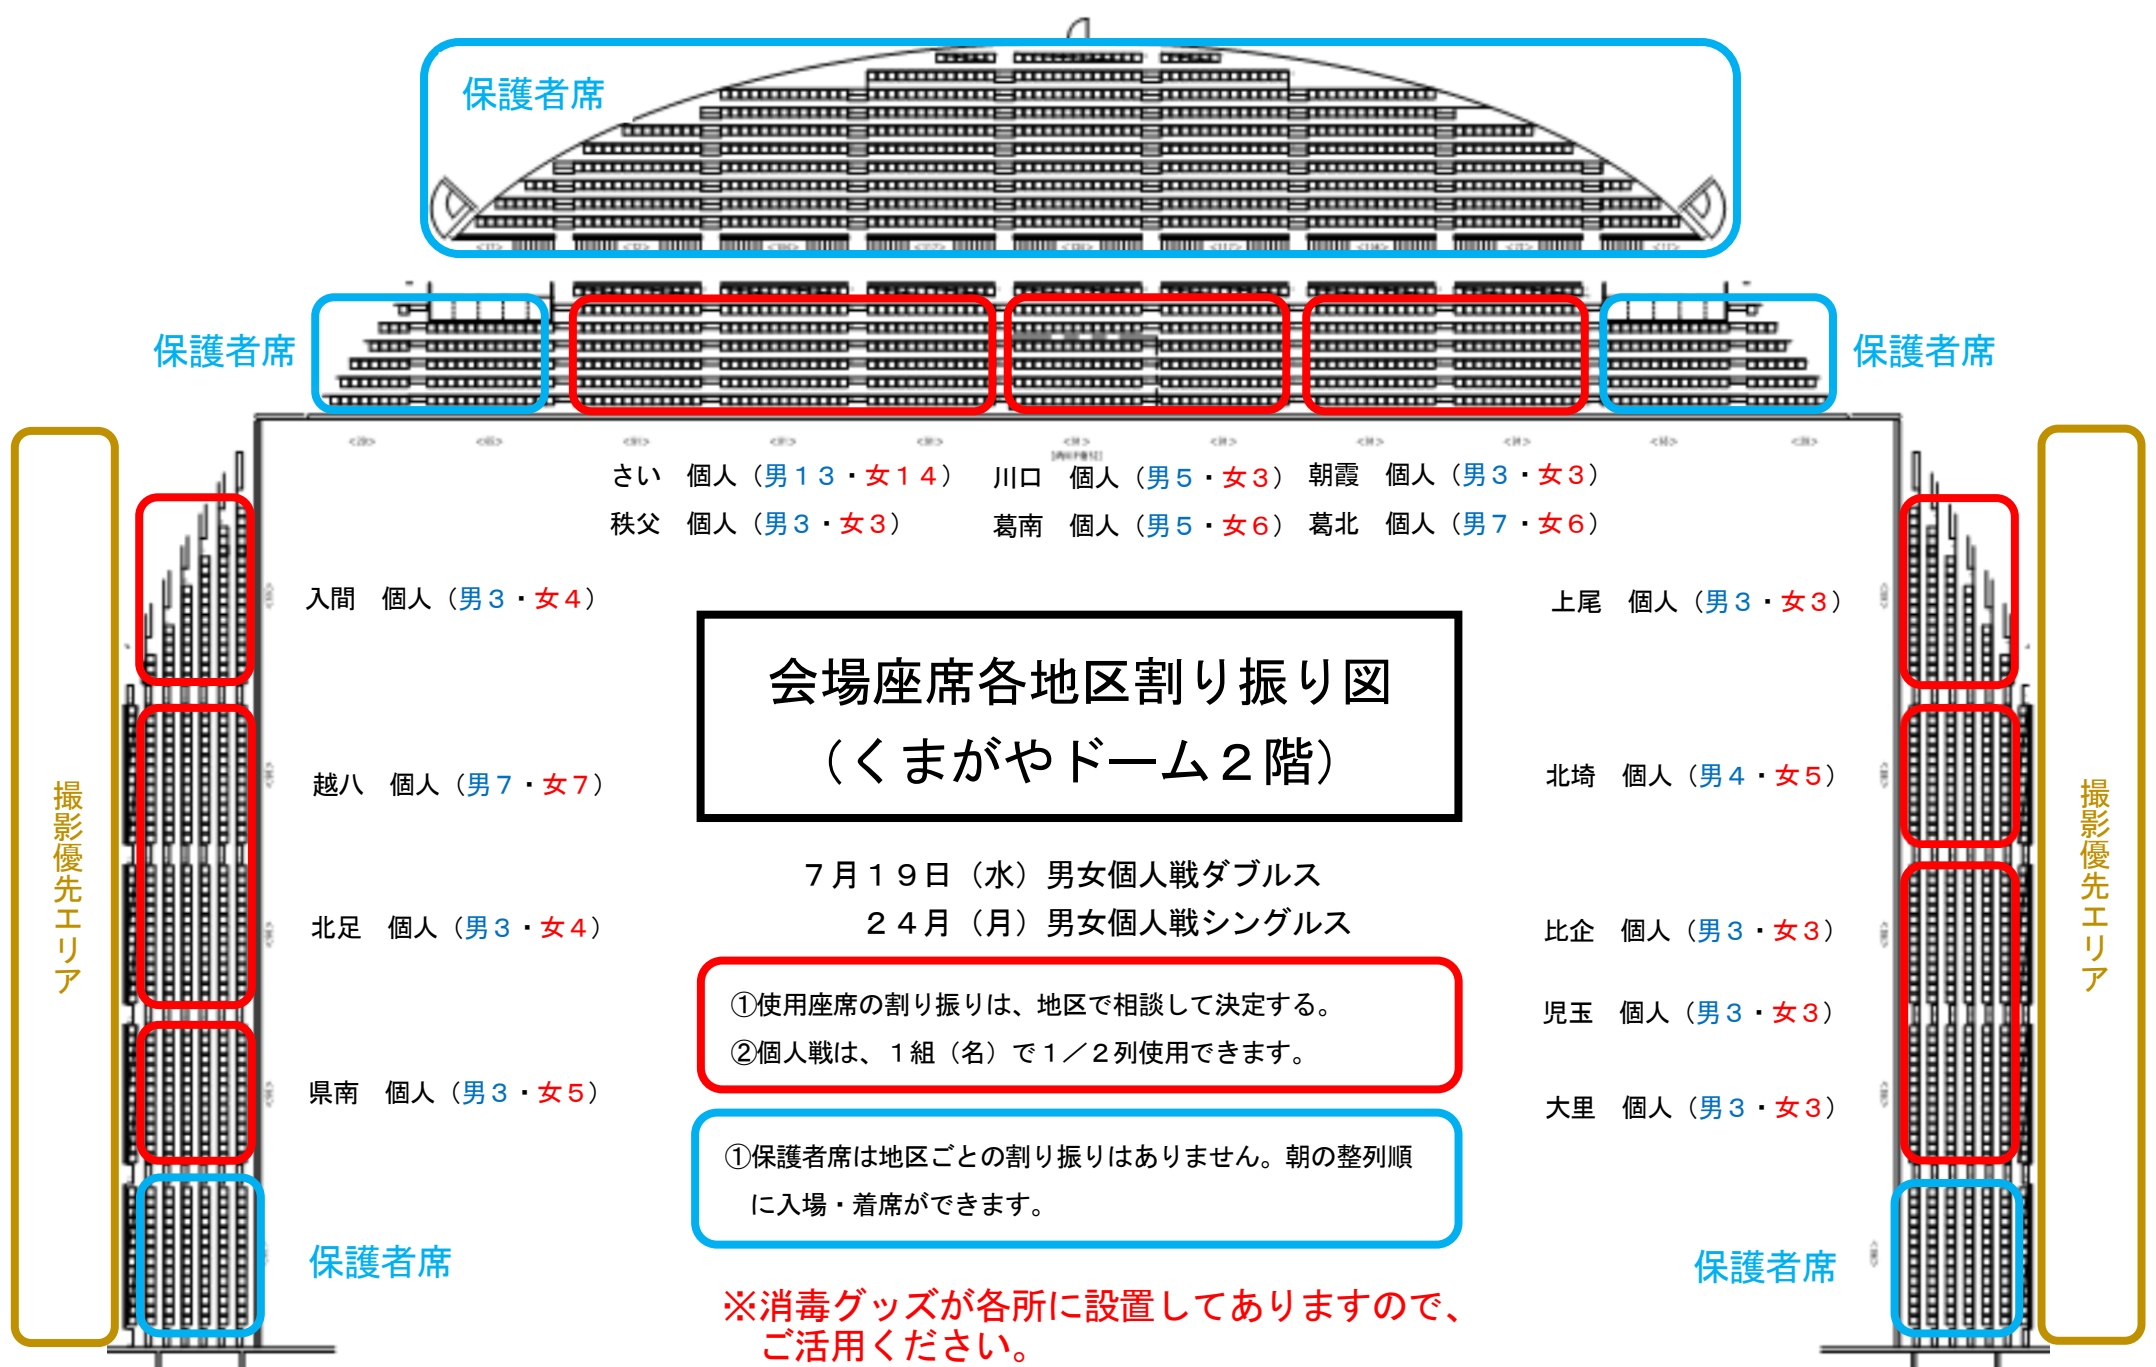 保護者席
保護者席
保護者席
さい　個人（男１３・女１４）　川口　個人（男５・女３）　朝霞　個人（男３・女３）
秩父　個人（男３・女３）　葛南　個人（男５・女６）　葛北　個人（男７・女６）
入間　個人（男３・女４）
上尾　個人（男３・女３）
会場座席各地区割り振り図
（くまがやドーム２階）
越八　個人（男７・女７）
北埼　個人（男４・女５）
撮影優先エリア
撮影優先エリア
７月１９日（水）男女個人戦ダブルス
２４月（月）男女個人戦シングルス
北足　個人（男３・女４）
比企　個人（男３・女３）
①使用座席の割り振りは、地区で相談して決定する。
②個人戦は、１組（名）で１／２列使用できます。
児玉　個人（男３・女３）
県南　個人（男３・女５）
大里　個人（男３・女３）
①保護者席は地区ごとの割り振りはありません。朝の整列順
に入場・着席ができます。
保護者席
保護者席
※消毒グッズが各所に設置してありますので、
ご活用ください。